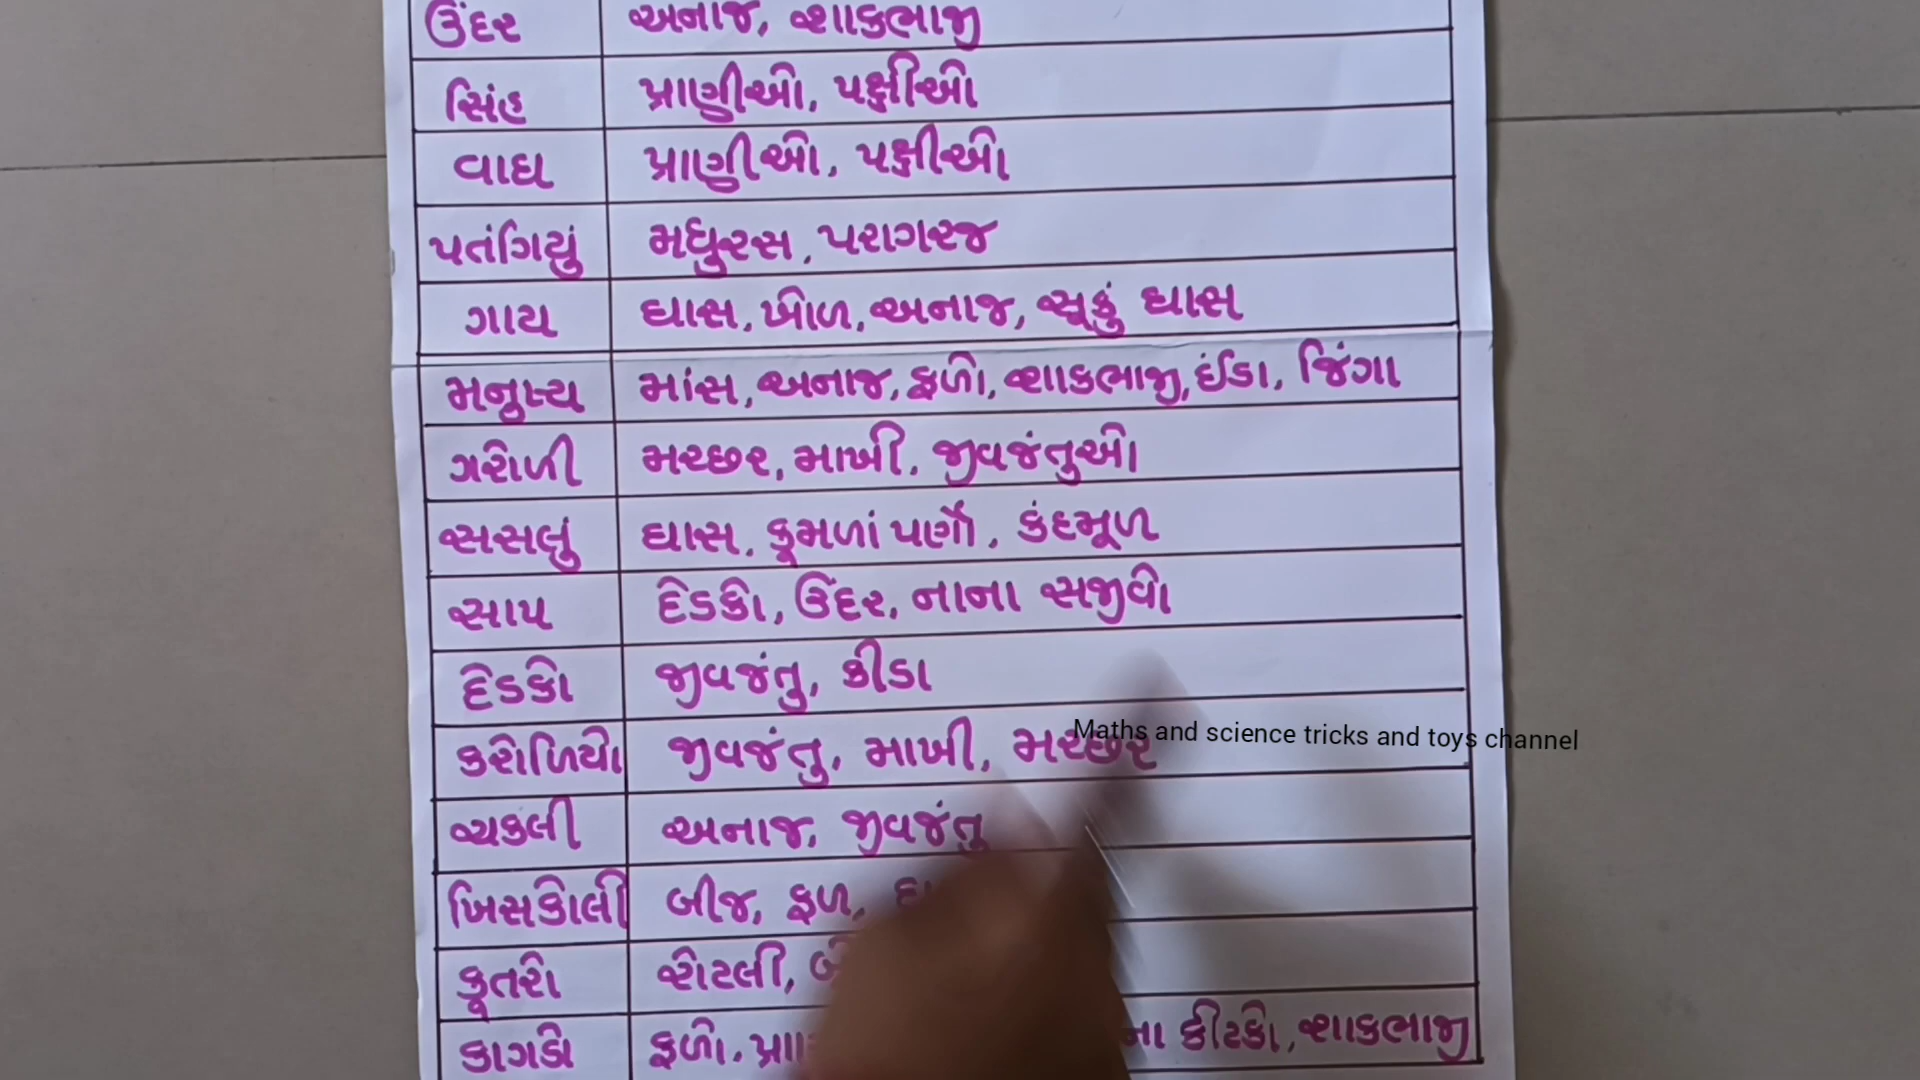 ઉંદર અનાજ, શાકભાજી
સિંહ પ્રાણીઓ, પક્ષીઓ
વાઘ પ્રાણીઓ, પક્ષીઓ
પતંગિયું મધુરસ, પરાગરજ
ગાય ઘાસ, ખોળ, અનાજ, સૂકું ઘાસ
મનુષ્ય માંસ, અનાજ, ફળો, શાકભાજી, ઈંડા, જિંગા
ગરોળી મચ્છર, માખી, જીવજંતુઓ
સસલું ઘાસ, કૂમળાં પર્ણો, કંદમૂળ
સાપ દેડકો, ઉંદર, નાના સજીવો
દેડકો જીવજંતુ, કીડા
કરોળિયો જીવજંતુ, માખી, મચ્છર
Maths and science tricks and toys channel
ચકલી અનાજ, જીવજંતુ
ખિસકોલી બીજ, ફળ,
કૂતરો રોટલી,
કાગડો ફળો, કીટકો, શાકભાજી